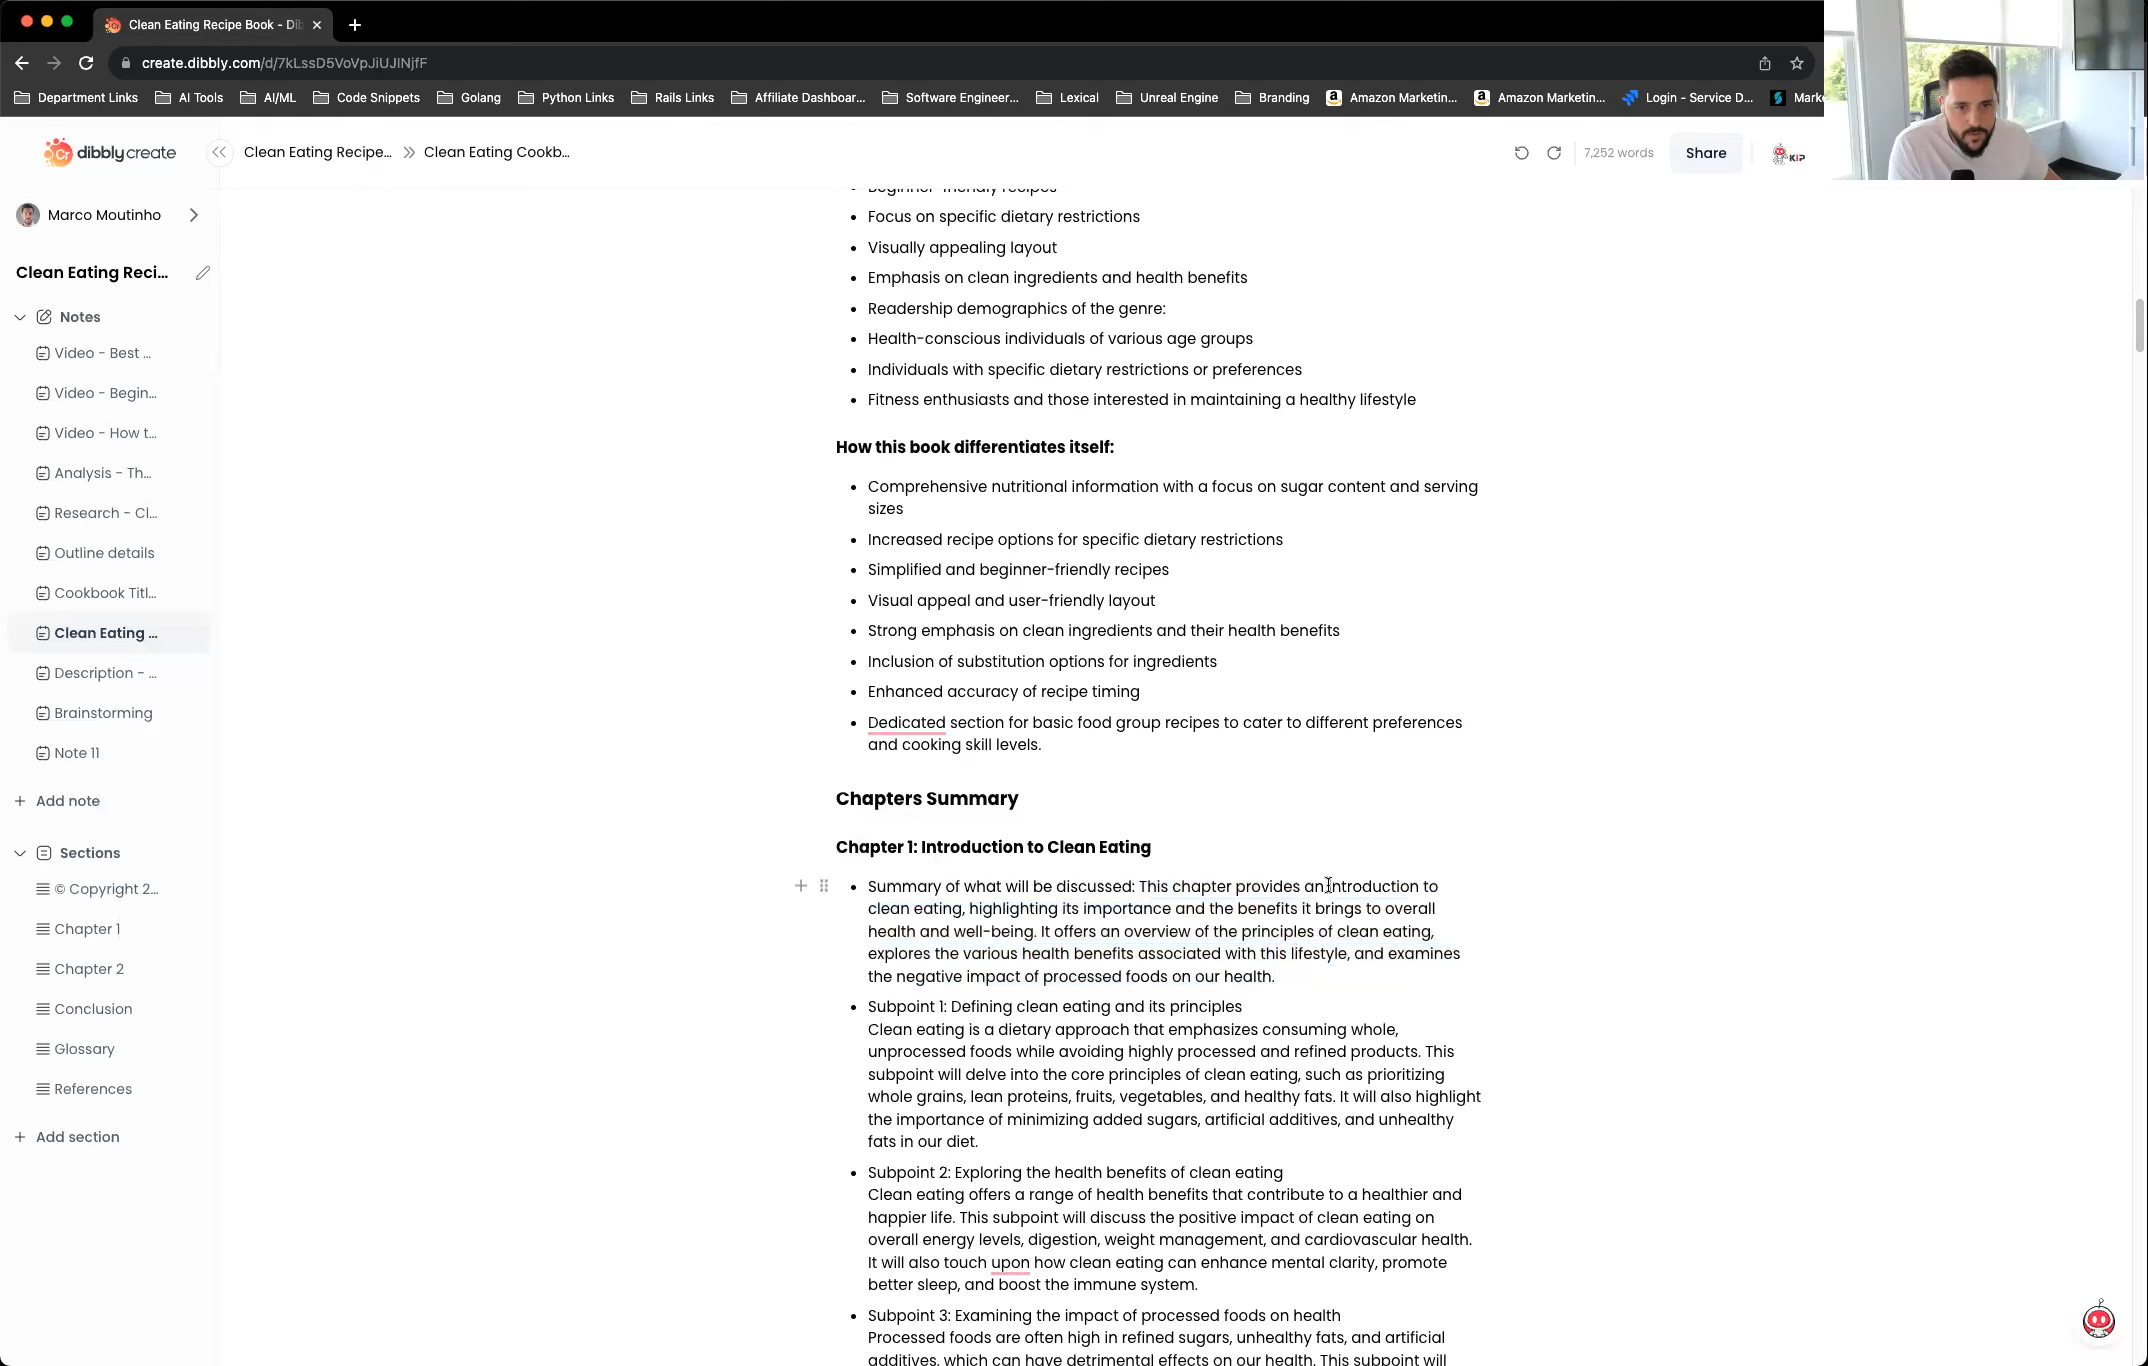 Clean Eating Recipe Book - Dib
create.dibbly.com/d/7kLssD5VoVpJiUJINjfF
Department Links
AI Tools
AI/ML
Code Snippets
Golang
Python Links
Rails Links
Affiliate Dashboar...
Software Engineer...
Lexical
Unreal Engine
Branding
Amazon Marketin...
Amazon Marketin...
Login - Service D...
Mark
Cr dibblycreate
Clean Eating Recipe...
Clean Eating Cookb...
7,252 words
Share
KIP
Marco Moutinho
Clean Eating Reci...
Notes
Video - Best ...
Video - Begin...
Video - How t...
Analysis - Th...
Research - Cl...
Outline details
Cookbook Titl...
Clean Eating ...
Description - ...
Brainstorming
Note 11
+ Add note
Sections
© Copyright 2...
Chapter 1
Chapter 2
Conclusion
Glossary
References
+ Add section
• Beginner-friendly recipes
• Focus on specific dietary restrictions
• Visually appealing layout
• Emphasis on clean ingredients and health benefits
• Readership demographics of the genre:
• Health-conscious individuals of various age groups
• Individuals with specific dietary restrictions or preferences
• Fitness enthusiasts and those interested in maintaining a healthy lifestyle
How this book differentiates itself:
• Comprehensive nutritional information with a focus on sugar content and serving
sizes
• Increased recipe options for specific dietary restrictions
• Simplified and beginner-friendly recipes
• Visual appeal and user-friendly layout
• Strong emphasis on clean ingredients and their health benefits
• Inclusion of substitution options for ingredients
• Enhanced accuracy of recipe timing
• Dedicated section for basic food group recipes to cater to different preferences
and cooking skill levels.
Chapters Summary
Chapter 1: Introduction to Clean Eating
• Summary of what will be discussed: This chapter provides an introduction to
clean eating, highlighting its importance and the benefits it brings to overall
health and well-being. It offers an overview of the principles of clean eating,
explores the various health benefits associated with this lifestyle, and examines
the negative impact of processed foods on our health.
• Subpoint 1: Defining clean eating and its principles
Clean eating is a dietary approach that emphasizes consuming whole,
unprocessed foods while avoiding highly processed and refined products. This
subpoint will delve into the core principles of clean eating, such as prioritizing
whole grains, lean proteins, fruits, vegetables, and healthy fats. It will also highlight
the importance of minimizing added sugars, artificial additives, and unhealthy
fats in our diet.
• Subpoint 2: Exploring the health benefits of clean eating
Clean eating offers a range of health benefits that contribute to a healthier and
happier life. This subpoint will discuss the positive impact of clean eating on
overall energy levels, digestion, weight management, and cardiovascular health.
It will also touch upon how clean eating can enhance mental clarity, promote
better sleep, and boost the immune system.
• Subpoint 3: Examining the impact of processed foods on health
Processed foods are often high in refined sugars, unhealthy fats, and artificial
additives, which can have detrimental effects on our health. This subpoint will